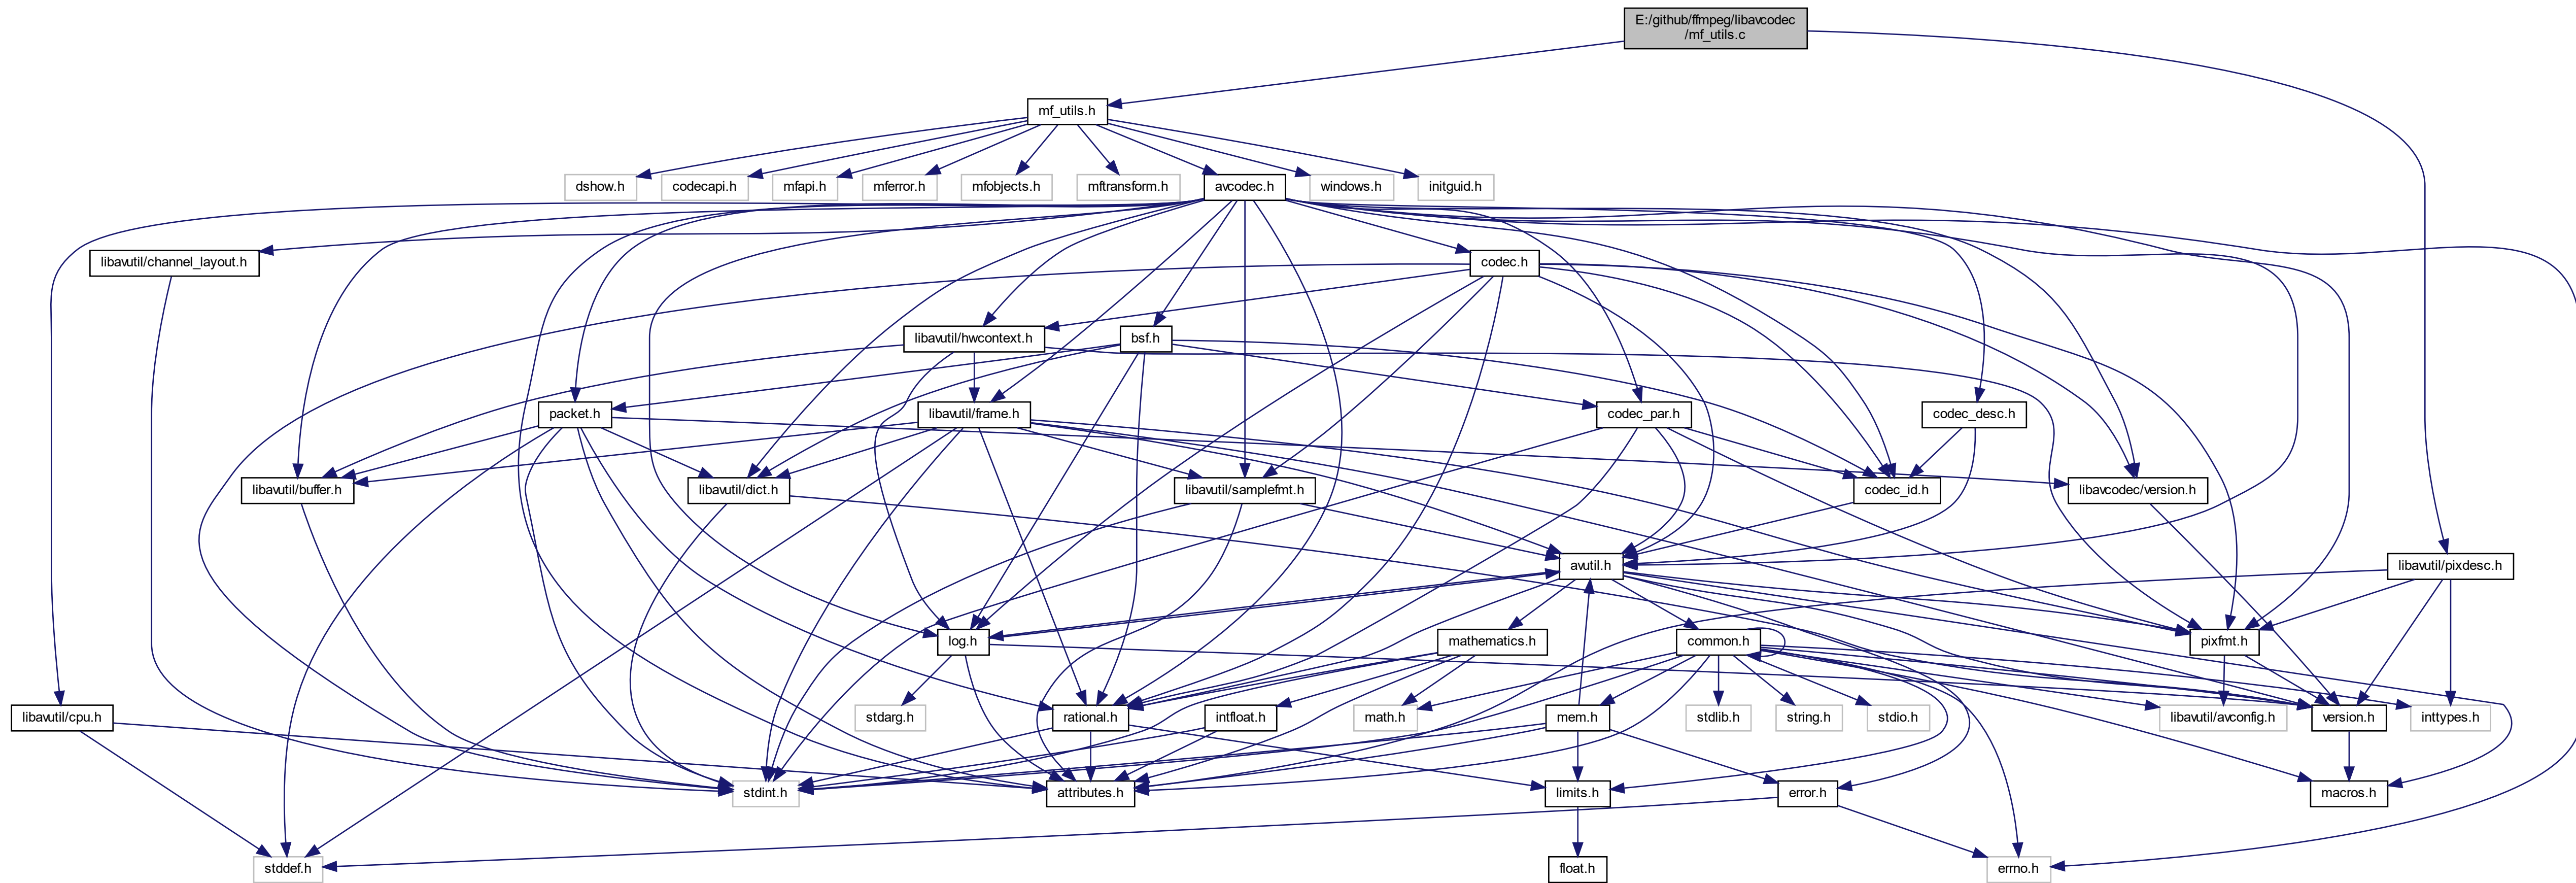 E:/github/ffmpeg/libavcodec
/mf_utils.c
mf_utils.h
dshow.h
codecapi.h
mfapi.h
mferror.h
mfobjects.h
mftransform.h
avcodec.h
windows.h
initguid.h
libavutil/channel_layout.h
codec.h
libavutil/hwcontext.h
bsf.h
packet.h
libavutil/frame.h
codec_par.h
codec_desc.h
libavutil/buffer.h
libavutil/dict.h
libavutil/samplefmt.h
codec_id.h
libavcodec/version.h
avutil.h
libavutil/pixdesc.h
log.h
mathematics.h
common.h
pixfmt.h
libavutil/cpu.h
stdarg.h
rational.h
intfloat.h
math.h
mem.h
stdlib.h
string.h
stdio.h
libavutil/avconfig.h
version.h
inttypes.h
stdint.h
attributes.h
limits.h
error.h
macros.h
stddef.h
float.h
errno.h